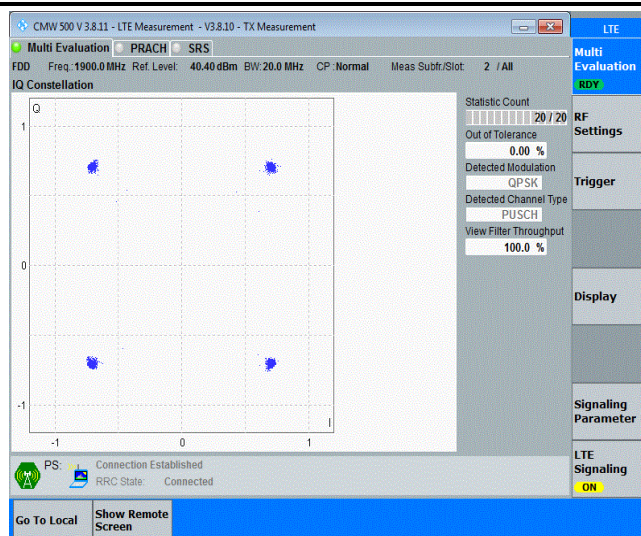 CMW 500 V 3.8.11 - LTE Measurement - V3.8.10 - TX Measurement
LTE
Multi Evaluation PRACH SRS
FDD Freq.: 1900.0 MHz Ref. Level: 40.40 dBm BW: 20.0 MHz CP : Normal Meas Subfr./Slot: 2 / All
IQ Constellation
Q
1
0
-1
I
-1 0 1
Statistic Count
20 / 20
Out of Tolerance
0.00 %
Detected Modulation
QPSK
Detected Channel Type
PUSCH
View Filter Throughput
100.0 %
Multi
Evaluation
RDY
RF
Settings
Trigger
Display
Signaling
Parameter
LTE
Signaling
ON
PS: Connection Established
RRC State: Connected
Go To Local
Show Remote
Screen